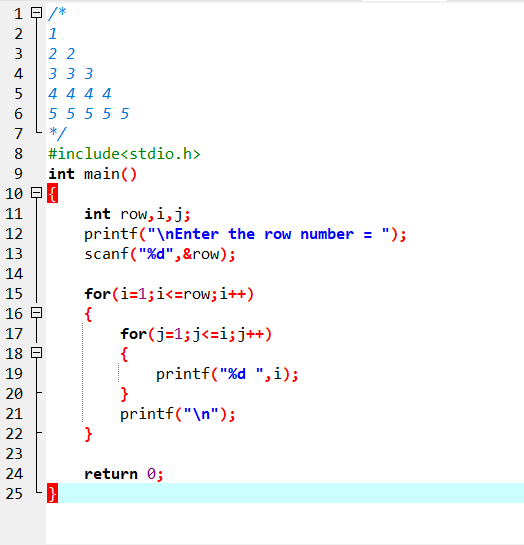 1 /*
2 1
3 2 2
4 3 3 3
5 4 4 4 4
6 5 5 5 5 5
7 */
8 #include<stdio.h>
9 int main()
10 {
11     int row,i,j;
12     printf("\nEnter the row number = ");
13     scanf("%d",&row);
14
15     for(i=1;i<=row;i++)
16     {
17         for(j=1;j<=i;j++)
18         {
19             printf("%d ",i);
20         }
21         printf("\n");
22     }
23
24     return 0;
25 }